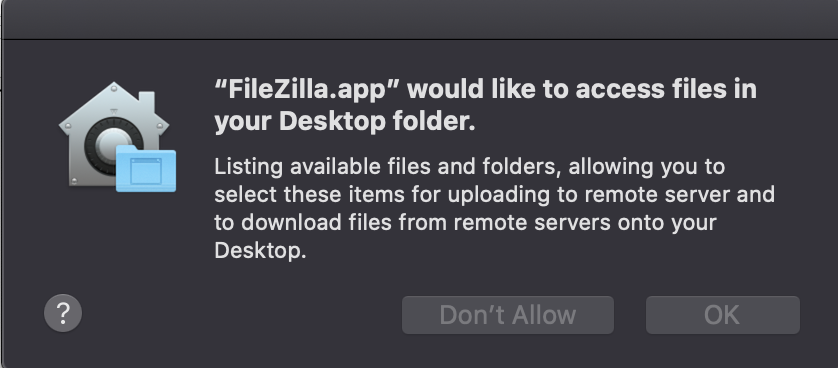 “FileZilla.app” would like to access files in
your Desktop folder.
Listing available files and folders, allowing you to
select these items for uploading to remote server and
to download files from remote servers onto your
Desktop.
? Don’t Allow OK